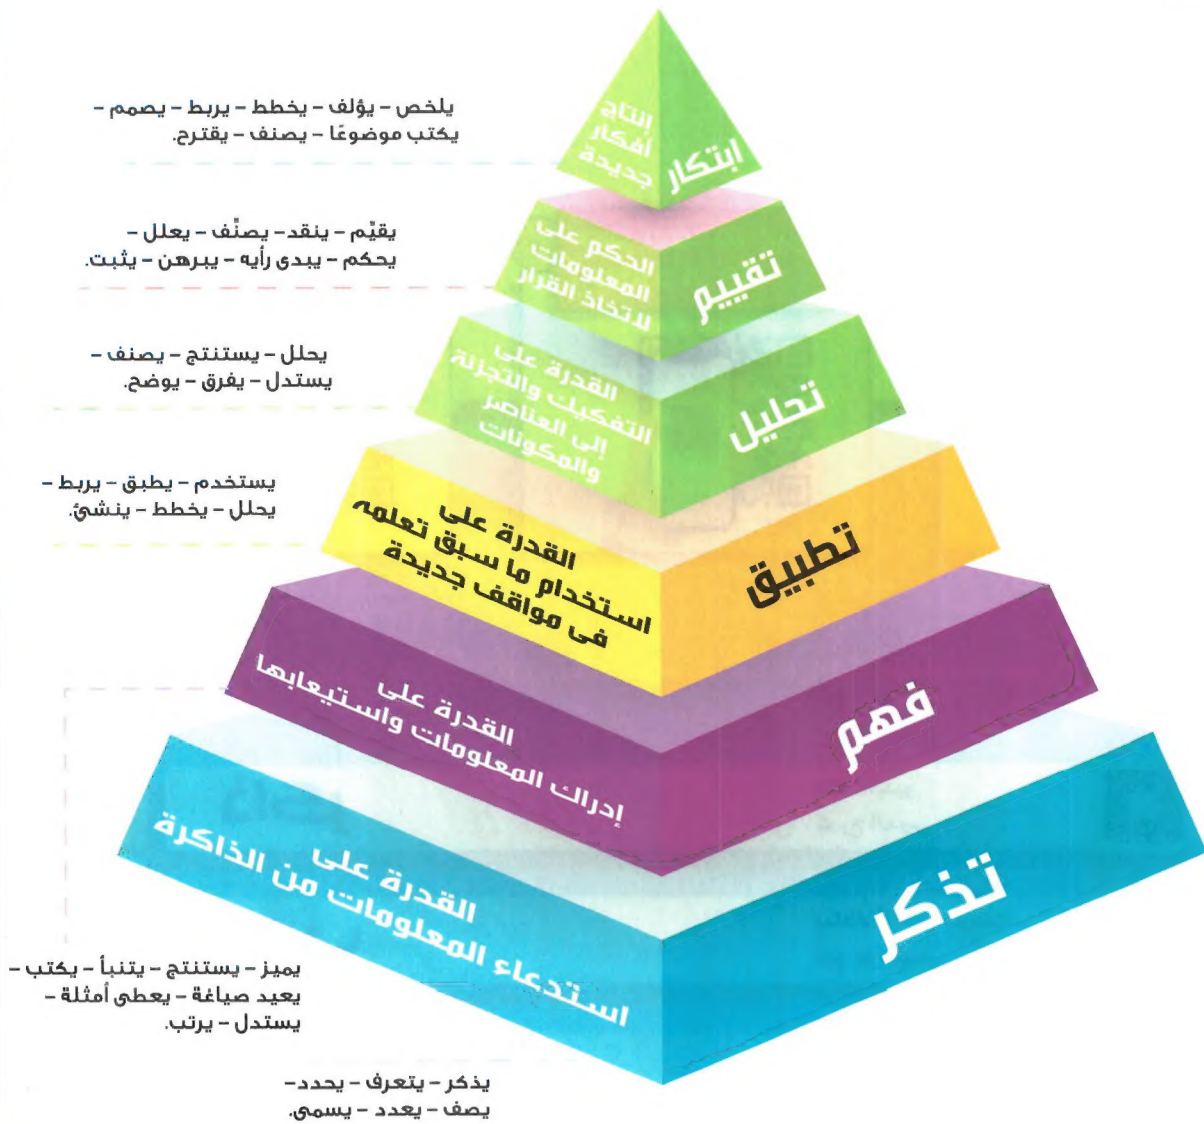 ابتكار
إنتاج
أفكار
جديدة
يلخص – يؤلف – يخطط – يربط – يصمم –
يكتب موضوعًا – يصنف – يقترح.
تقييم
الحكم على
المعلومات
لاتخاذ القرار
يقيِّم – ينقد – يصنِّف – يعلل –
يحكم – يبدى رأيه – يبرهن – يثبت.
تحليل
القدرة على
التفكيك والتجزئة
إلى العناصر
والمكونات
يحلل – يستنتج – يصنف –
يستدل – يفرق – يوضح.
تطبيق
القدرة على
استخدام ما سبق تعلمه
فى مواقف جديدة
يستخدم – يطبق – يربط –
يحلل – يخطط – ينشئ.
فهم
القدرة على
إدراك المعلومات واستيعابها
يميز – يستنتج – يتنبأ – يكتب –
يعيد صياغة – يعطى أمثلة –
يستدل – يرتب.
تذكر
القدرة على
استدعاء المعلومات من الذاكرة
يذكر – يتعرف – يحدد–
يصف – يعدد – يسمى.